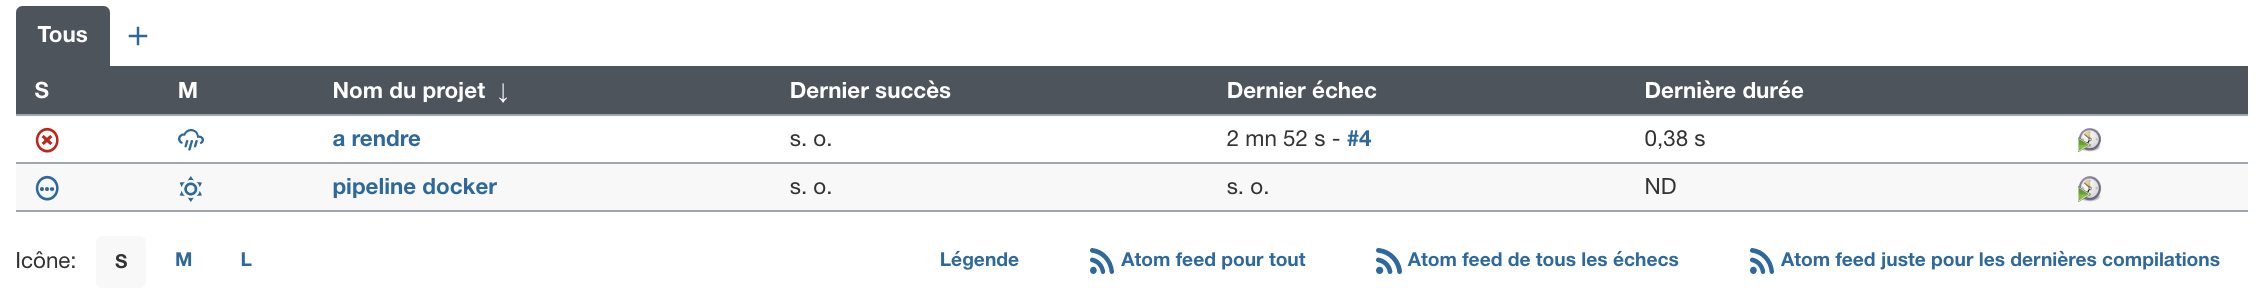 Tous +
S M Nom du projet ↓ Dernier succès Dernier échec Dernière durée
a rendre s. o. 2 mn 52 s - #4 0,38 s
pipeline docker s. o. s. o. ND
Icône: S M L Légende Atom feed pour tout Atom feed de tous les échecs Atom feed juste pour les dernières compilations